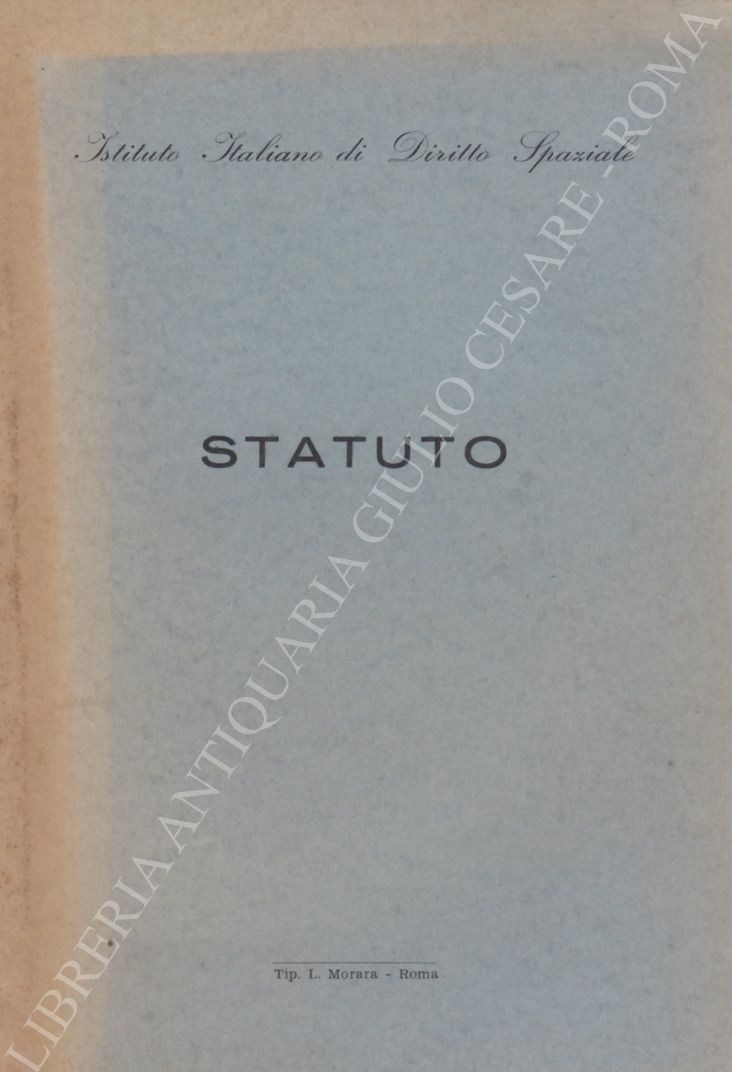 Istituto Italiano di Diritto Spaziale
STATUTO
Tip. L. Morara - Roma
LIBRERIA ANTIQUARIA GIULIO CESARE - ROMA